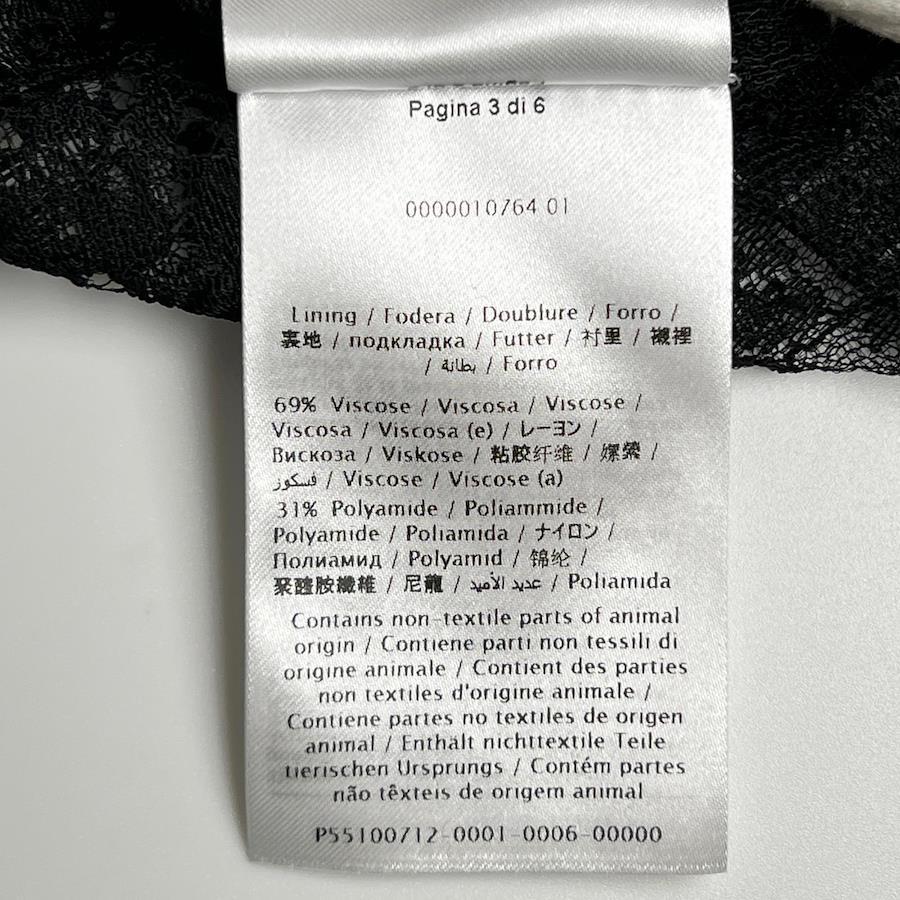 Pagina 3 di 6
0000010764 01
Lining / Fodera / Doublure / Forro /
裏地 / подкладка / Futter / 衬里 / 襯裡
/ بطانة / Forro
69% Viscose / Viscosa / Viscose /
Viscosa / Viscosa (e) / レーヨン /
Вискоза / Viskose / 粘胶纤维 / 嫘縈 /
فسكوز / Viscose / Viscose (a)
31% Polyamide / Poliammide /
Polyamide / Poliamida / ナイロン /
Полиамид / Polyamid / 锦纶 /
聚醯胺纖維 / 尼龍 / عديد الأميد / Poliamida
Contains non-textile parts of animal
origin / Contiene parti non tessili di
origine animale / Contient des parties
non textiles d'origine animale /
Contiene partes no textiles de origen
animal / Enthält nichttextile Teile
tierischen Ursprungs / Contém partes
não têxteis de origem animal
P55100712-0001-0006-00000